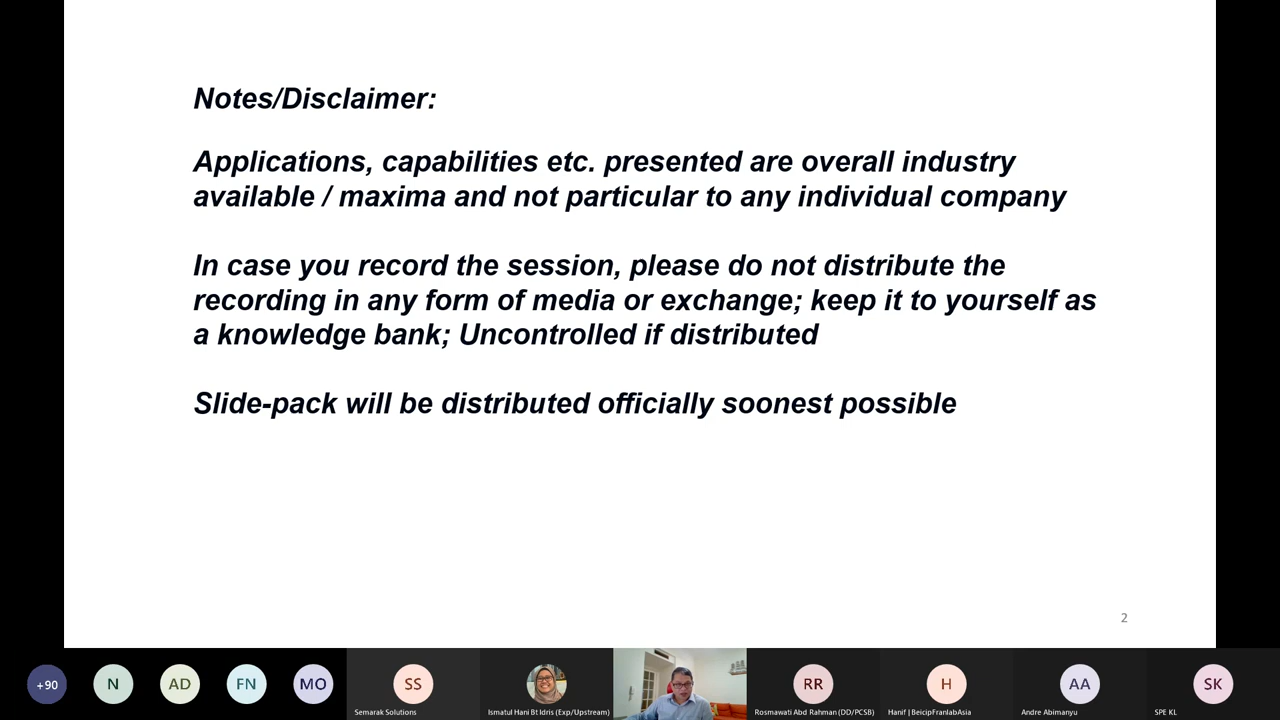 Notes/Disclaimer:
Applications, capabilities etc. presented are overall industry
available / maxima and not particular to any individual company
In case you record the session, please do not distribute the
recording in any form of media or exchange; keep it to yourself as
a knowledge bank; Uncontrolled if distributed
Slide-pack will be distributed officially soonest possible
2
+90
N
AD
FN
MO
SS
RR
H
AA
SK
Semarak Solutions
Ismatul Hani Bt Idris (Exp/Upstream)
Rosmawati Abd Rahman (DD/PCSB)
Hanif | BeicipFranlabAsia
Andre Abimanyu
SPE KL